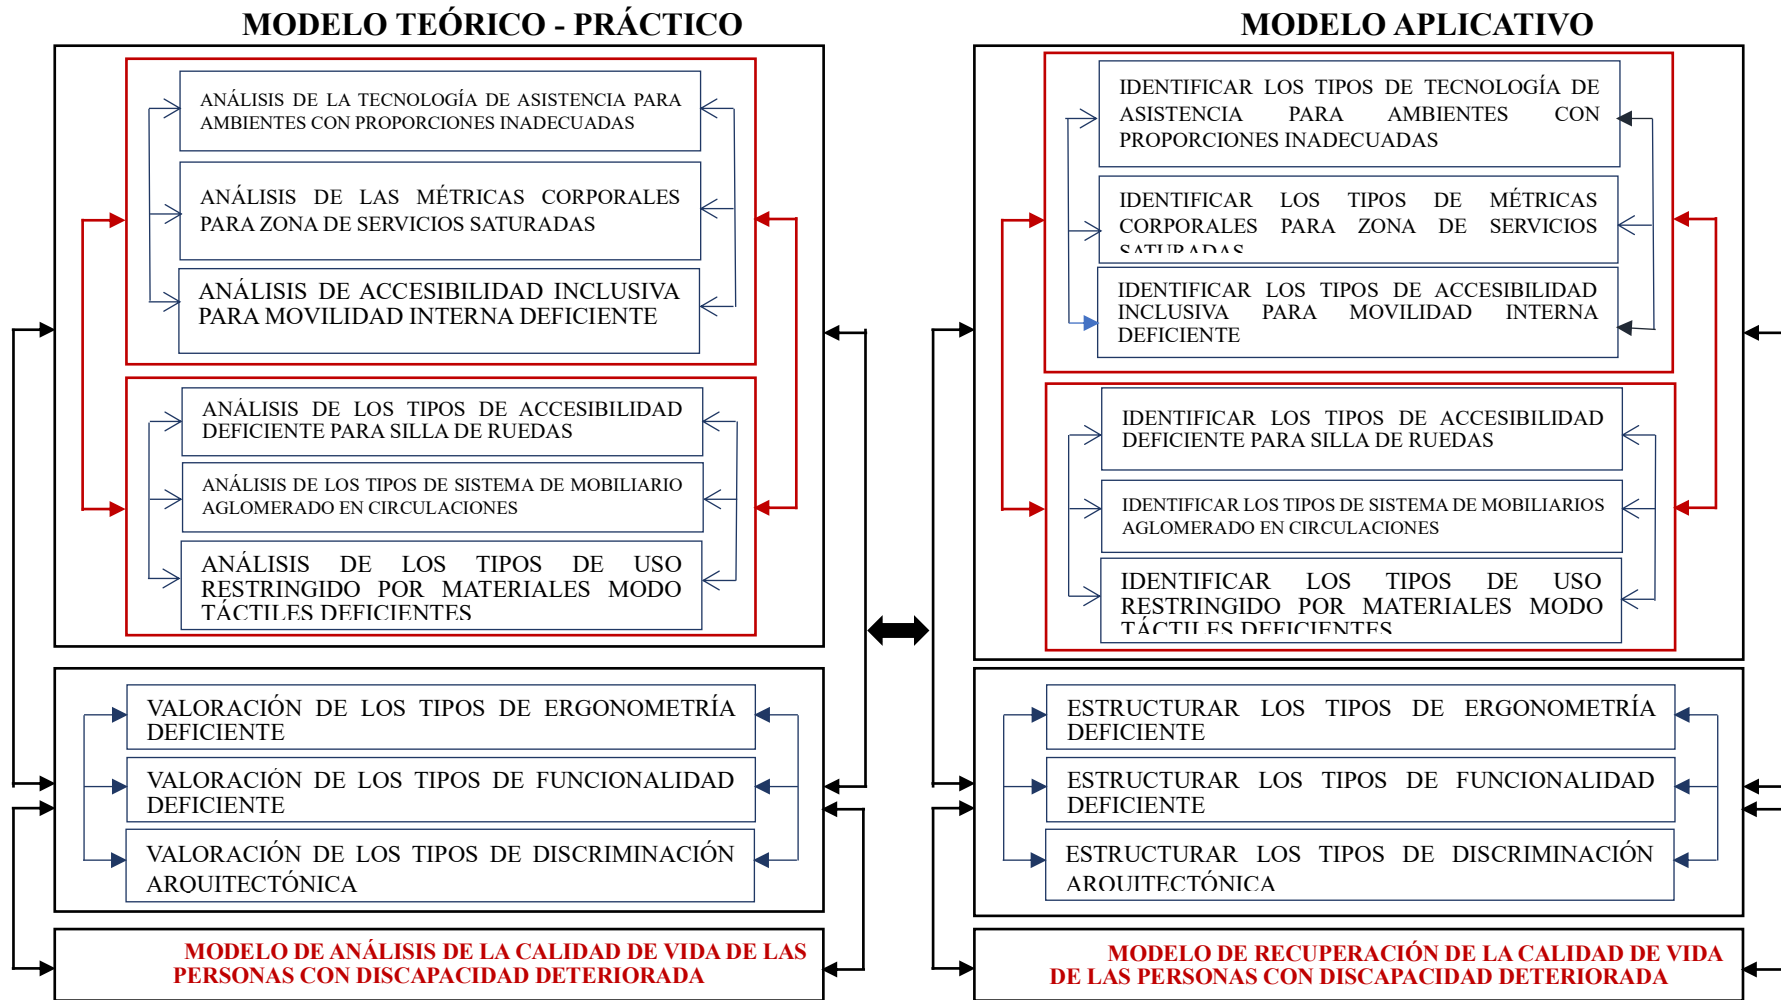 MODELO TEÓRICO - PRÁCTICO
ANÁLISIS DE LA TECNOLOGÍA DE ASISTENCIA PARA
AMBIENTES CON PROPORCIONES INADECUADAS
ANÁLISIS DE LAS MÉTRICAS CORPORALES
PARA ZONA DE SERVICIOS SATURADAS
ANÁLISIS DE ACCESIBILIDAD INCLUSIVA
PARA MOVILIDAD INTERNA DEFICIENTE
ANÁLISIS DE LOS TIPOS DE ACCESIBILIDAD
DEFICIENTE PARA SILLA DE RUEDAS
ANÁLISIS DE LOS TIPOS DE SISTEMA DE MOBILIARIO
AGLOMERADO EN CIRCULACIONES
ANÁLISIS DE LOS TIPOS DE USO
RESTRINGIDO POR MATERIALES MODO
TÁCTILES DEFICIENTES
VALORACIÓN DE LOS TIPOS DE ERGONOMETRÍA
DEFICIENTE
VALORACIÓN DE LOS TIPOS DE FUNCIONALIDAD
DEFICIENTE
VALORACIÓN DE LOS TIPOS DE DISCRIMINACIÓN
ARQUITECTÓNICA
MODELO DE ANÁLISIS DE LA CALIDAD DE VIDA DE LAS
PERSONAS CON DISCAPACIDAD DETERIORADA
MODELO APLICATIVO
IDENTIFICAR LOS TIPOS DE TECNOLOGÍA DE
ASISTENCIA PARA AMBIENTES CON
PROPORCIONES INADECUADAS
IDENTIFICAR LOS TIPOS DE MÉTRICAS
CORPORALES PARA ZONA DE SERVICIOS
SATURADAS
IDENTIFICAR LOS TIPOS DE ACCESIBILIDAD
INCLUSIVA PARA MOVILIDAD INTERNA
DEFICIENTE
IDENTIFICAR LOS TIPOS DE ACCESIBILIDAD
DEFICIENTE PARA SILLA DE RUEDAS
IDENTIFICAR LOS TIPOS DE SISTEMA DE MOBILIARIOS
AGLOMERADO EN CIRCULACIONES
IDENTIFICAR LOS TIPOS DE USO
RESTRINGIDO POR MATERIALES MODO
TÁCTILES DEFICIENTES
ESTRUCTURAR LOS TIPOS DE ERGONOMETRÍA
DEFICIENTE
ESTRUCTURAR LOS TIPOS DE FUNCIONALIDAD
DEFICIENTE
ESTRUCTURAR LOS TIPOS DE DISCRIMINACIÓN
ARQUITECTÓNICA
MODELO DE RECUPERACIÓN DE LA CALIDAD DE VIDA
DE LAS PERSONAS CON DISCAPACIDAD DETERIORADA